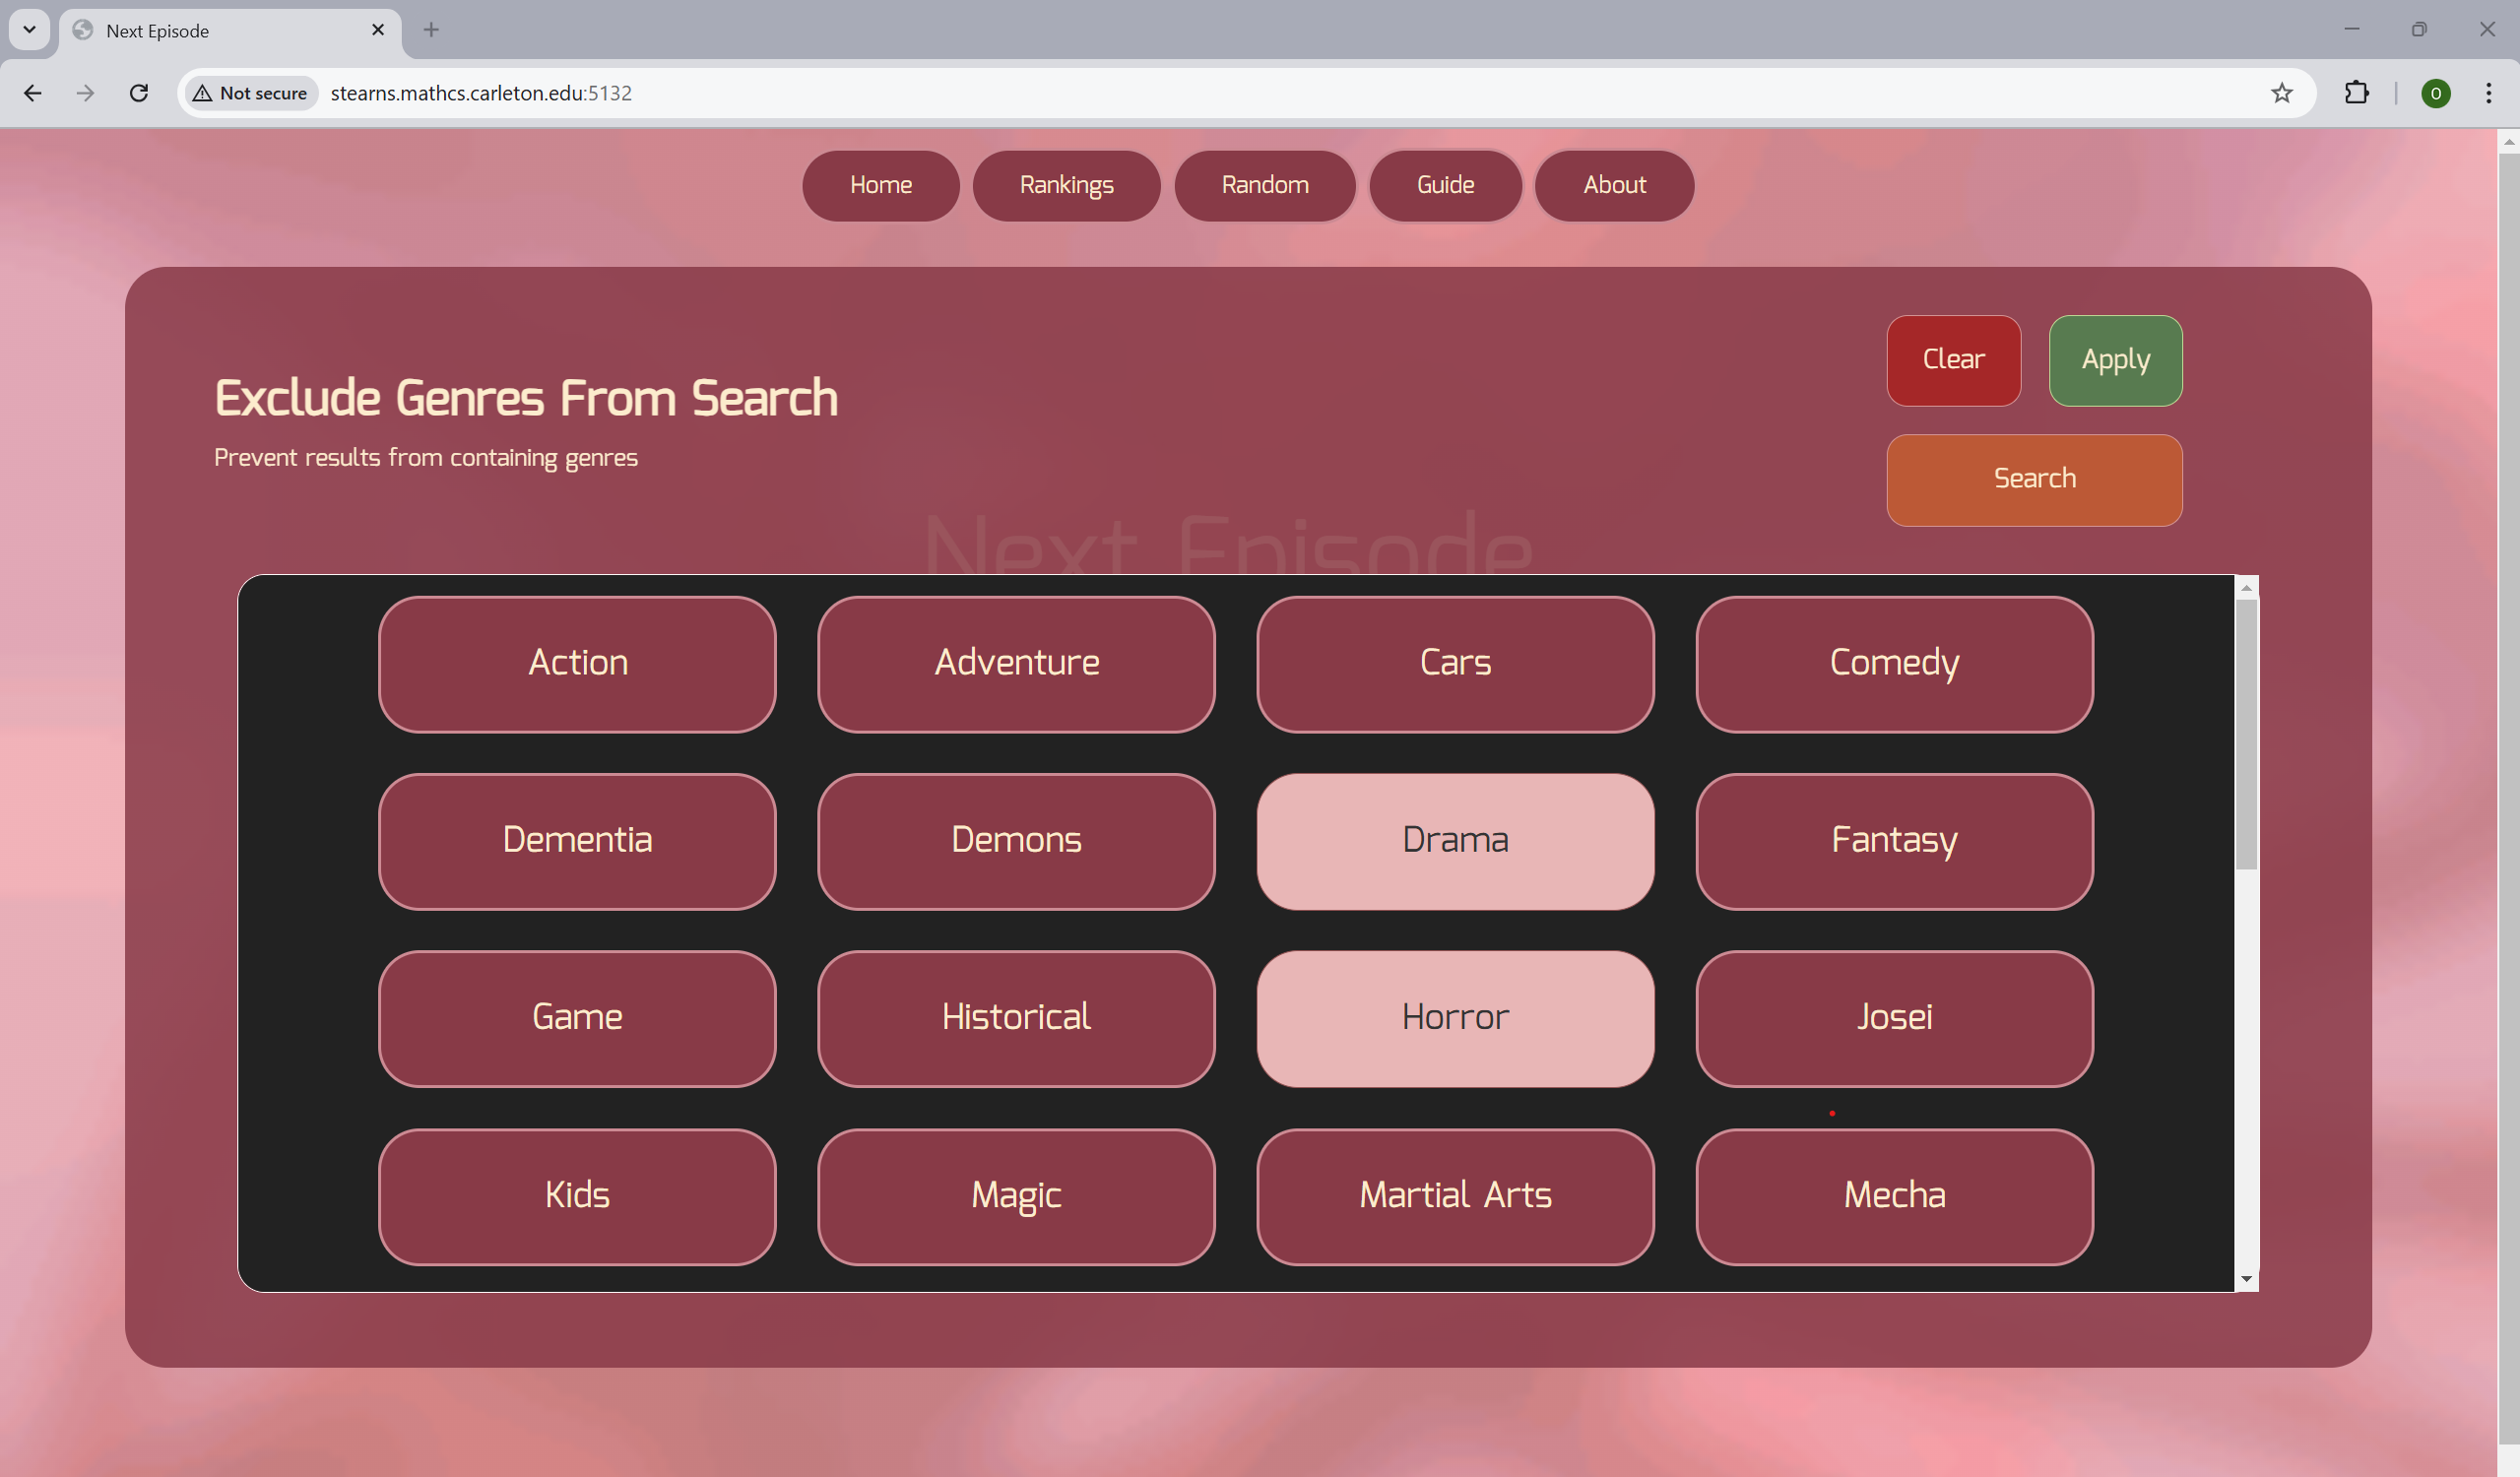 Next Episode
Not secure stearns.mathcs.carleton.edu:5132 O
Home Rankings Random Guide About
Clear Apply
Exclude Genres From Search
Prevent results from containing genres
Search
Next Episode
Action Adventure Cars Comedy
Dementia Demons Drama Fantasy
Game Historical Horror Josei
Kids Magic Martial Arts Mecha